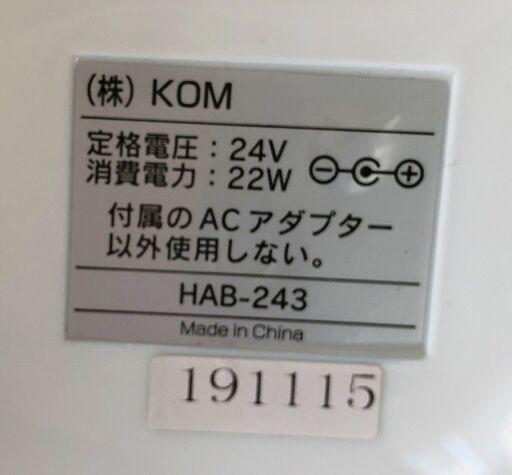 （株）KOM
定格電圧：24V
消費電力：22W
付属のACアダプター
以外使用しない。
HAB-243
Made in China
191115